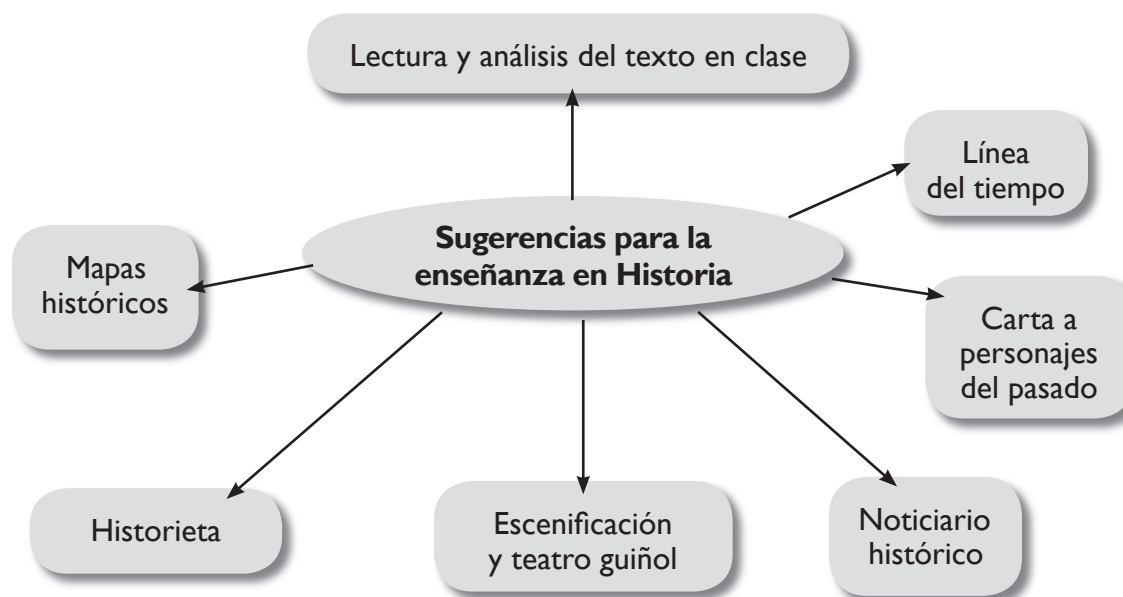 Lectura y análisis del texto en clase
Línea
del tiempo
Sugerencias para la
enseñanza en Historia
Mapas
históricos
Carta a
personajes
del pasado
Historieta
Escenificación
y teatro guiñol
Noticiario
histórico